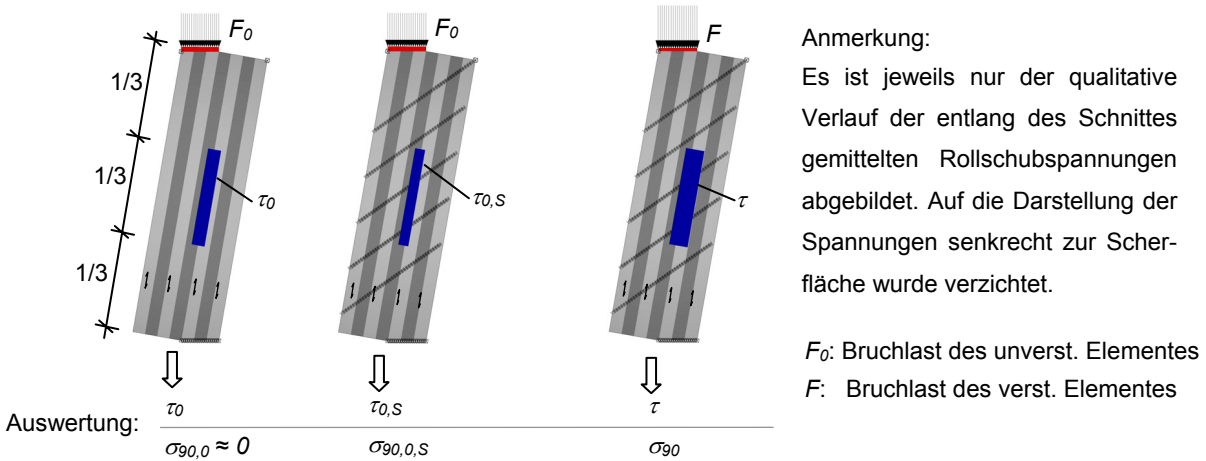 F0
F0
F
1/3
1/3
1/3
τ0
τ0,S
τ
Anmerkung:
Es ist jeweils nur der qualitative
Verlauf der entlang des Schnittes
gemittelten Rollschubspannungen
abgebildet. Auf die Darstellung der
Spannungen senkrecht zur Scher-
fläche wurde verzichtet.
F0: Bruchlast des unverst. Elementes
F: Bruchlast des verst. Elementes
Auswertung:
τ0 τ0,S τ
σ90,0 ≈ 0 σ90,0,S σ90